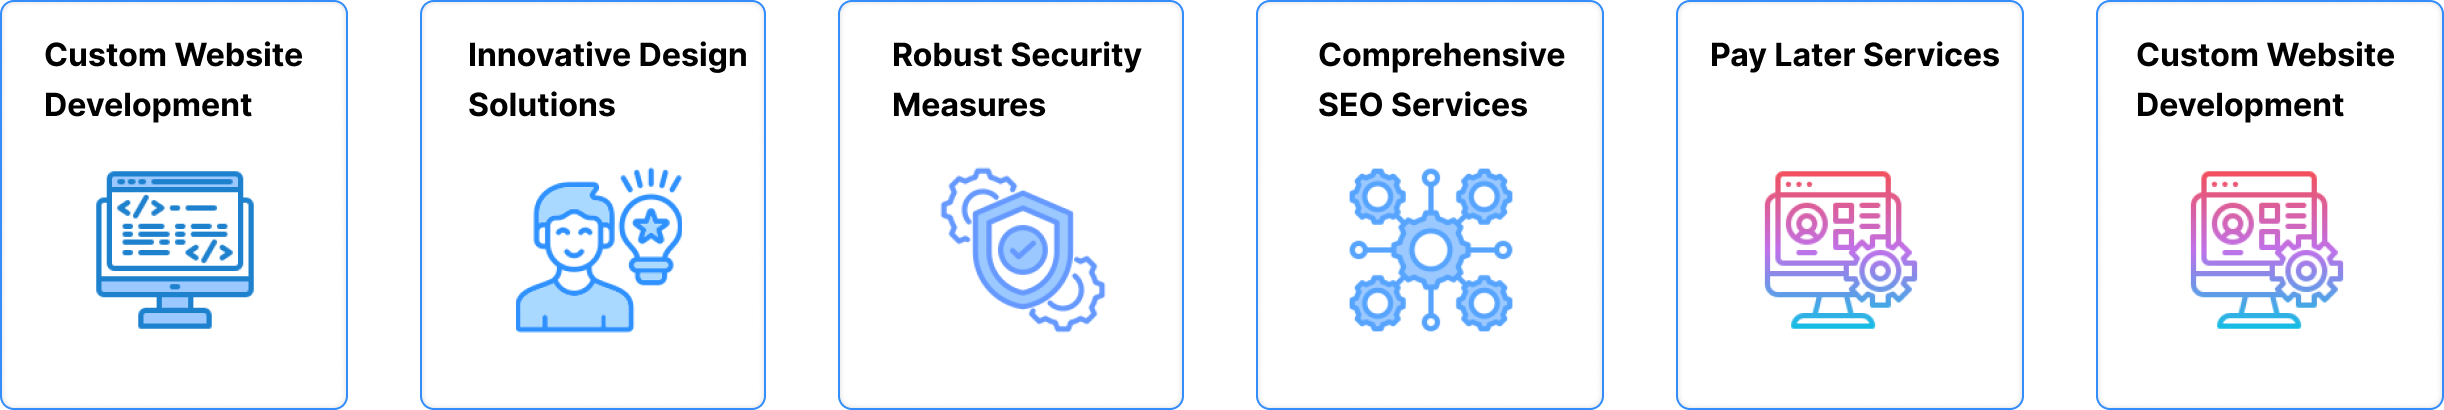 Custom Website
Development
Innovative Design
Solutions
Robust Security
Measures
Comprehensive
SEO Services
Pay Later Services
Custom Website
Development